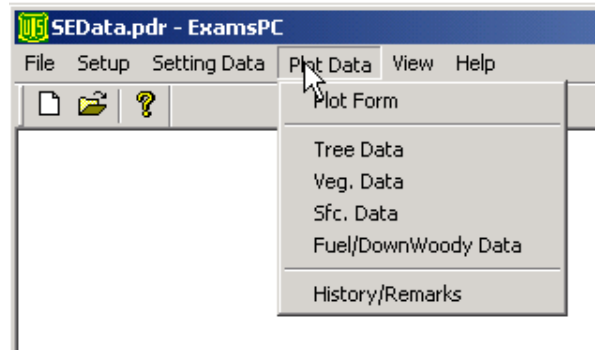 SEData.pdr - ExamsPC
File Setup Setting Data Plot Data View Help
Plot Form
Tree Data
Veg. Data
Sfc. Data
Fuel/DownWoody Data
History/Remarks